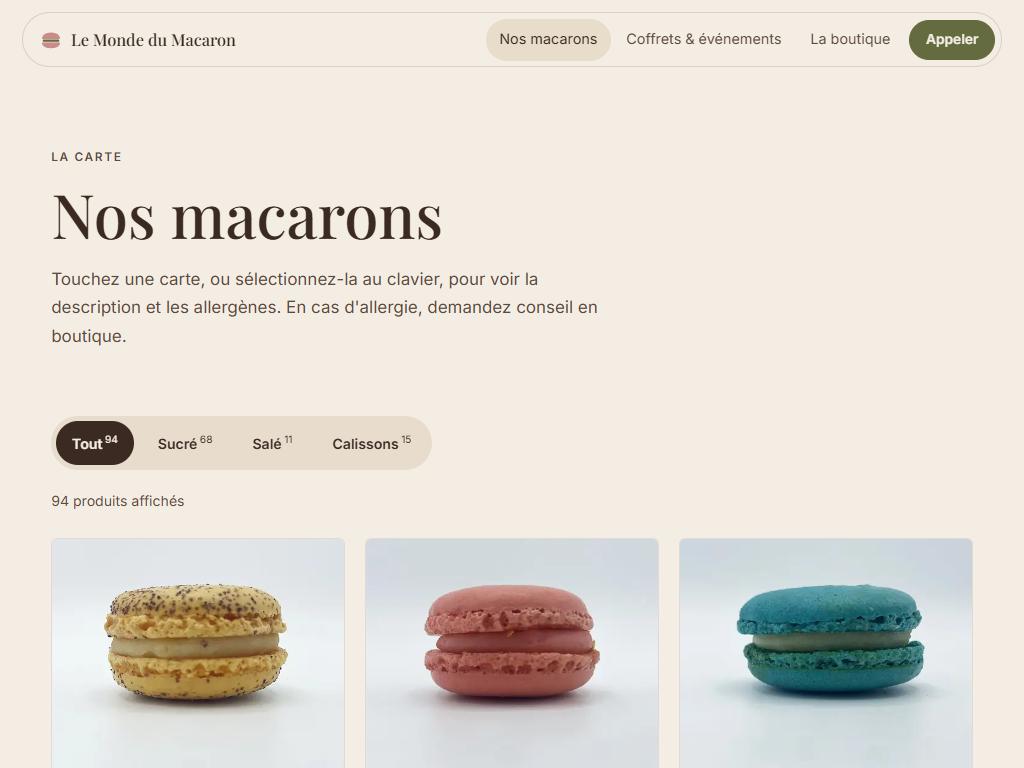 Le Monde du Macaron
Nos macarons
Coffrets & événements
La boutique
Appeler
LA CARTE
Nos macarons
Touchez une carte, ou sélectionnez-la au clavier, pour voir la
description et les allergènes. En cas d'allergie, demandez conseil en
boutique.
Tout 94
Sucré 68
Salé 11
Calissons 15
94 produits affichés